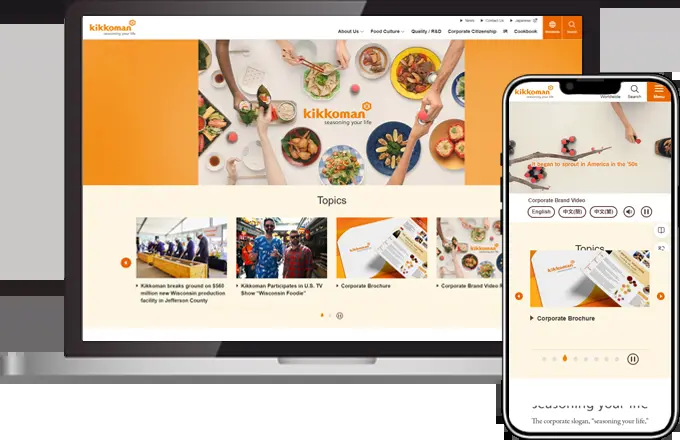 kikkoman
seasoning your life
News
Contact Us
Japanese
About Us
Food Culture
Quality / R&D
Corporate Citizenship
IR
Cookbook
Worldwide
Search
kikkoman
seasoning your life
Topics
Kikkoman breaks ground on $560
million new Wisconsin production
facility in Jefferson County
Kikkoman Participates in U.S. TV
Show "Wisconsin Foodie"
Corporate Brochure
Corporate Brand Video R
kikkoman
seasoning your life
Worldwide
Search
Menu
It began to sprout in America in the '50s
Corporate Brand Video
English
中文(简)
中文(繁)
Topics
kikkoman
Corporate Brochure
seasoning your life
The corporate slogan, "seasoning your life,"